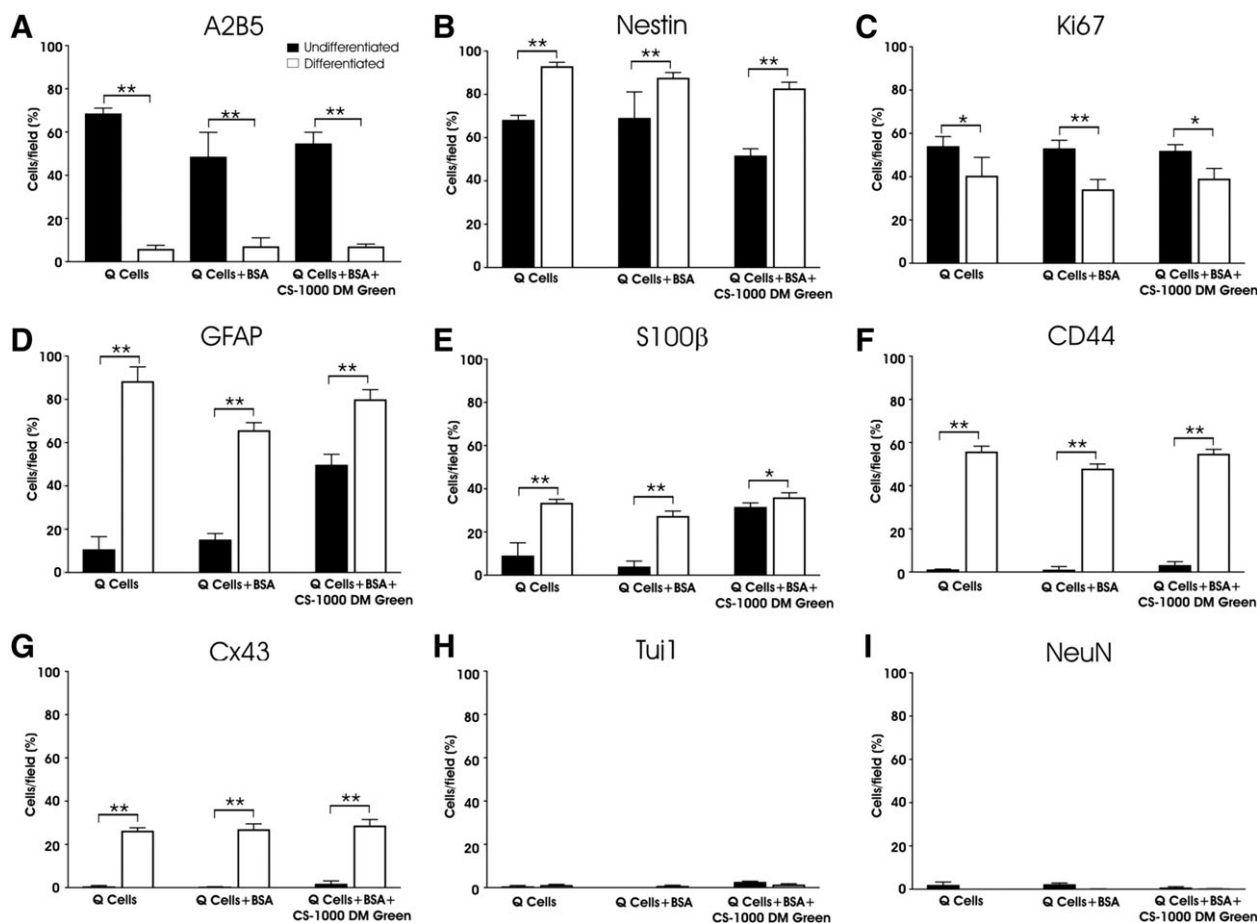 A
A2B5
Cells/field (%)
100
80
60
40
20
0
Undifferentiated
Differentiated
**
**
**
Q Cells
Q Cells+BSA
Q Cells+BSA+
CS-1000 DM Green
B
Nestin
Cells/field (%)
100
80
60
40
20
0
**
**
**
Q Cells
Q Cells+BSA
Q Cells+BSA+
CS-1000 DM Green
C
Ki67
Cells/field (%)
100
80
60
40
20
0
*
**
*
Q Cells
Q Cells+BSA
Q Cells+BSA+
CS-1000 DM Green
D
GFAP
Cells/field (%)
100
80
60
40
20
0
**
**
**
Q Cells
Q Cells+BSA
Q Cells+BSA+
CS-1000 DM Green
E
S100β
Cells/field (%)
100
80
60
40
20
0
**
**
*
Q Cells
Q Cells+BSA
Q Cells+BSA+
CS-1000 DM Green
F
CD44
Cells/field (%)
100
80
60
40
20
0
**
**
**
Q Cells
Q Cells+BSA
Q Cells+BSA+
CS-1000 DM Green
G
Cx43
Cells/field (%)
100
80
60
40
20
0
**
**
**
Q Cells
Q Cells+BSA
Q Cells+BSA+
CS-1000 DM Green
H
Tuj1
Cells/field (%)
100
80
60
40
20
0
Q Cells
Q Cells+BSA
Q Cells+BSA+
CS-1000 DM Green
I
NeuN
Cells/field (%)
100
80
60
40
20
0
Q Cells
Q Cells+BSA
Q Cells+BSA+
CS-1000 DM Green